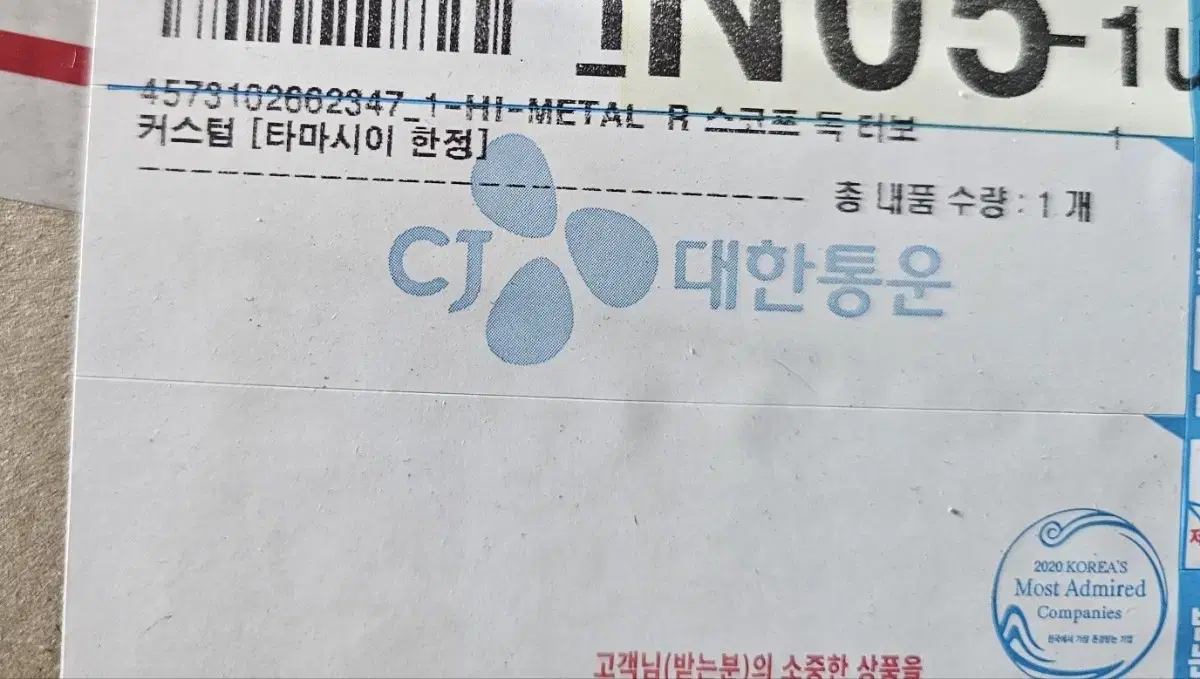 1N05-1
4573102662347_1-HI-METAL R 스코프 독 터보 1
커스텀 [타마시이 한정]
총 내품 수량 : 1 개
CJ 대한통운
2020 KOREA'S
Most Admired
Companies
한국에서 가장 존경받는 기업
고객님(받는분)의 소중한 상품을